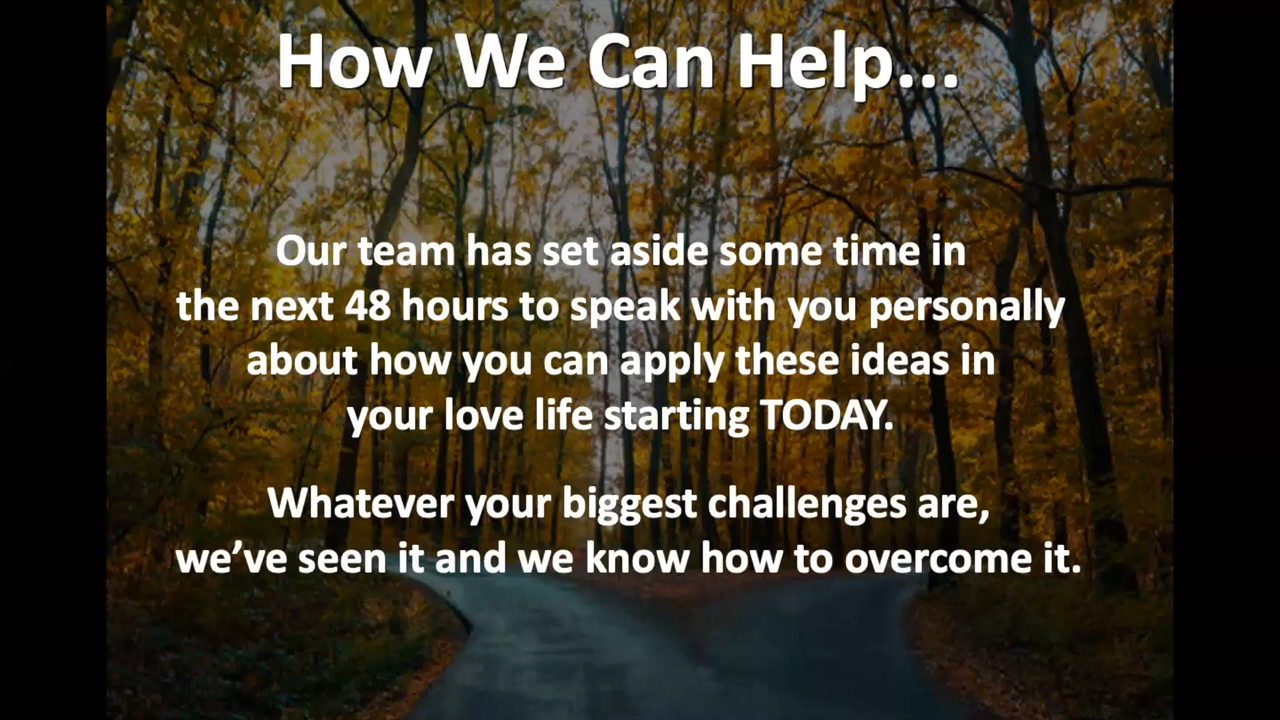 How We Can Help...
Our team has set aside some time in
the next 48 hours to speak with you personally
about how you can apply these ideas in
your love life starting TODAY.
Whatever your biggest challenges are,
we’ve seen it and we know how to overcome it.